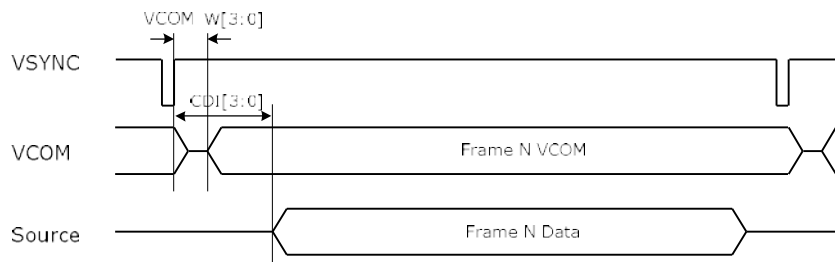 VCOM W[3:0]
VSYNC
CDI[3:0]
VCOM
Frame N VCOM
Source
Frame N Data